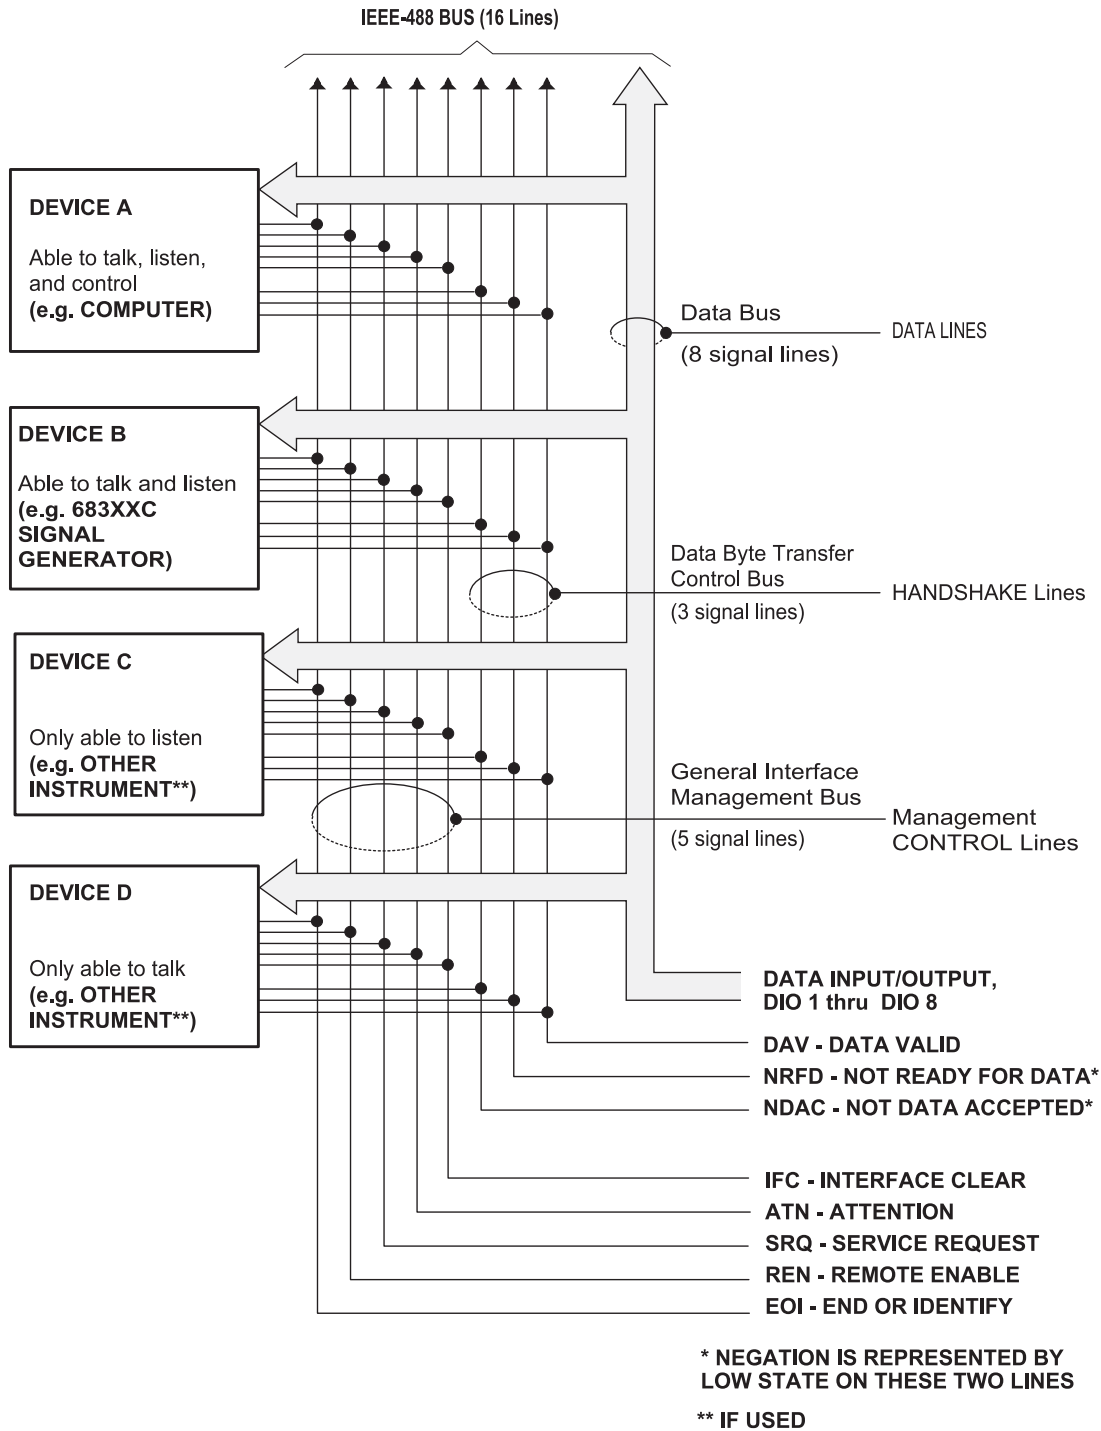 IEEE-488 BUS (16 Lines)
DEVICE A
Able to talk, listen,
and control
(e.g. COMPUTER)
Data Bus
(8 signal lines)
DATA LINES
DEVICE B
Able to talk and listen
(e.g. 683XXC
SIGNAL
GENERATOR)
Data Byte Transfer
Control Bus
(3 signal lines)
HANDSHAKE Lines
DEVICE C
Only able to listen
(e.g. OTHER
INSTRUMENT**)
General Interface
Management Bus
(5 signal lines)
Management
CONTROL Lines
DEVICE D
Only able to talk
(e.g. OTHER
INSTRUMENT**)
DATA INPUT/OUTPUT,
DIO 1 thru DIO 8
DAV - DATA VALID
NRFD - NOT READY FOR DATA*
NDAC - NOT DATA ACCEPTED*
IFC - INTERFACE CLEAR
ATN - ATTENTION
SRQ - SERVICE REQUEST
REN - REMOTE ENABLE
EOI - END OR IDENTIFY
* NEGATION IS REPRESENTED BY
LOW STATE ON THESE TWO LINES
** IF USED